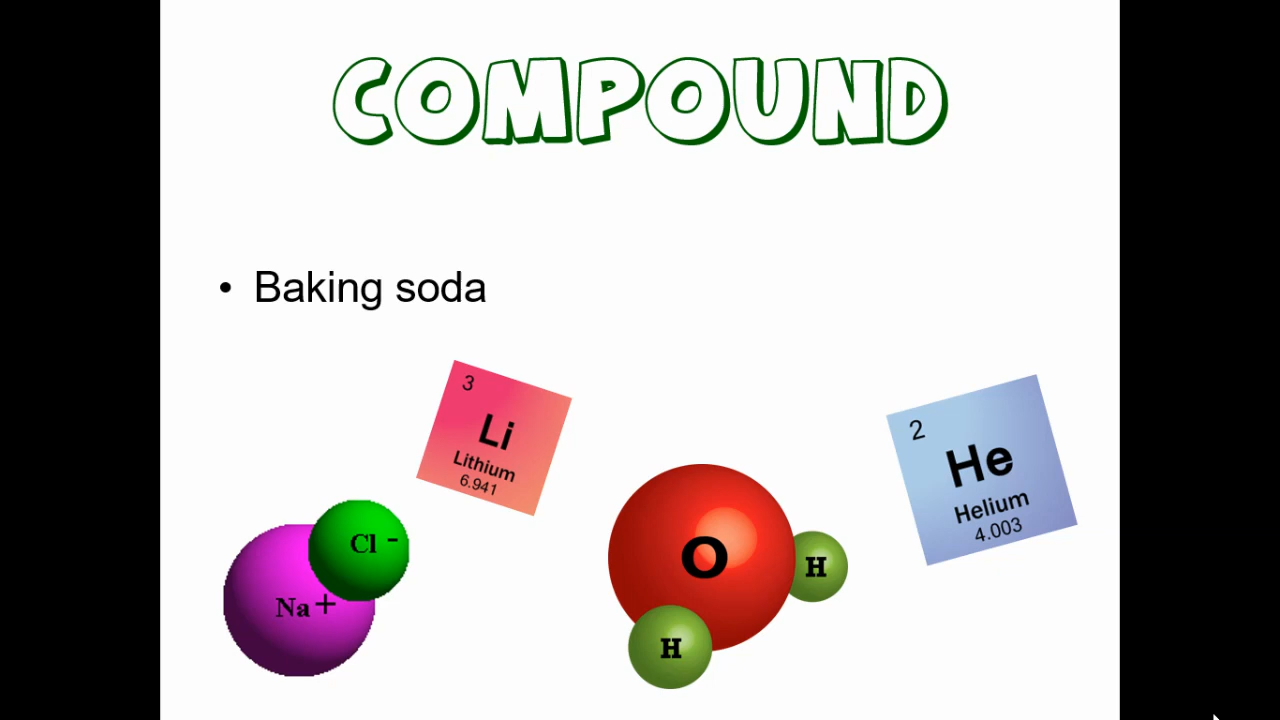 COMPOUND
• Baking soda
3
Li
Lithium
6.941
2
He
Helium
4.003
Cl -
Na +
O
H
H